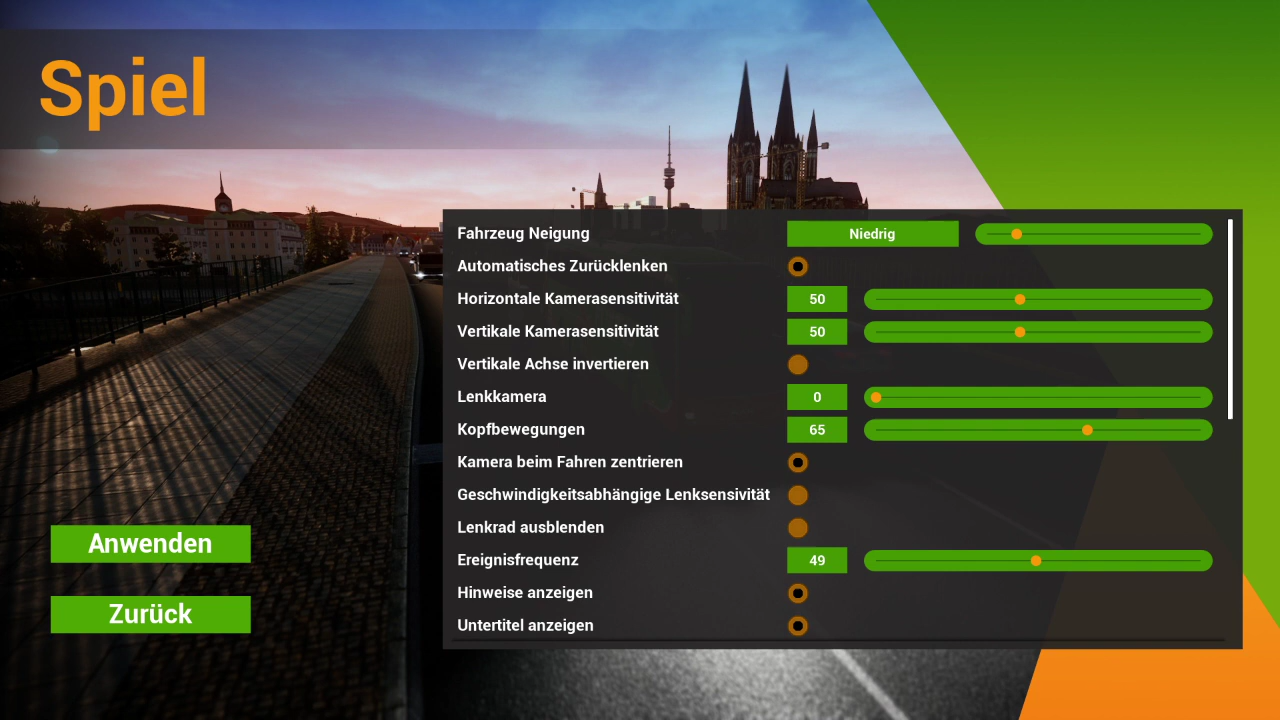 Spiel
Fahrzeug Neigung Niedrig
Automatisches Zurücklenken
Horizontale Kamerasensitivität 50
Vertikale Kamerasensitivität 50
Vertikale Achse invertieren
Lenkkamera 0
Kopfbewegungen 65
Kamera beim Fahren zentrieren
Geschwindigkeitsabhängige Lenksensivität
Lenkrad ausblenden
Ereignisfrequenz 49
Hinweise anzeigen
Untertitel anzeigen
Anwenden
Zurück